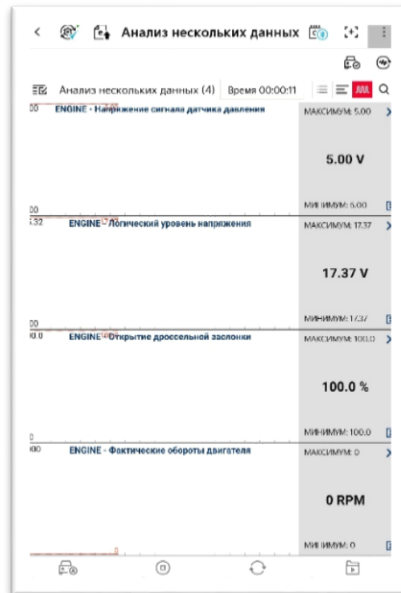 Анализ нескольких данных
Анализ нескольких данных (4) Время 00:00:11
ENGINE - Напряжение сигнала датчика давления
МАКСИМУМ: 5.00
5.00 V
МИНИМУМ: 5.00
ENGINE - Логический уровень напряжения
МАКСИМУМ: 17.37
17.37 V
МИНИМУМ: 17.37
ENGINE - Открытие дроссельной заслонки
МАКСИМУМ: 100.0
100.0 %
МИНИМУМ: 100.0
ENGINE - Фактические обороты двигателя
МАКСИМУМ: 0
0 RPM
МИНИМУМ: 0